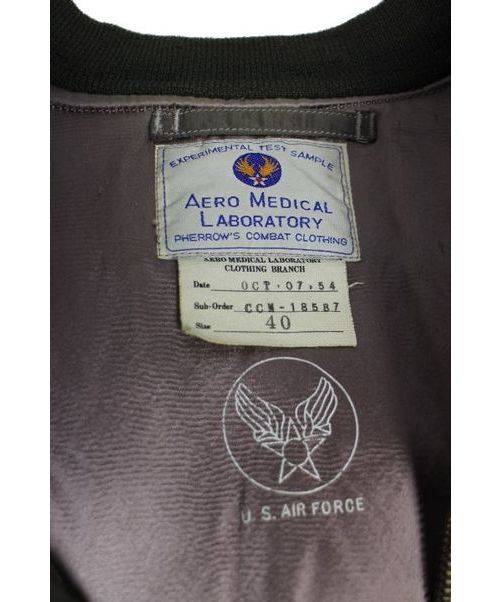 EXPERIMENTAL TEST SAMPLE
AERO MEDICAL
LABORATORY
PHERROW'S COMBAT CLOTHING
AERO MEDICAL LABORATORY
CLOTHING BRANCH
Date OCT. 07. 54
Sub-Order CCM-18587
Size 40
U. S. AIR FORCE